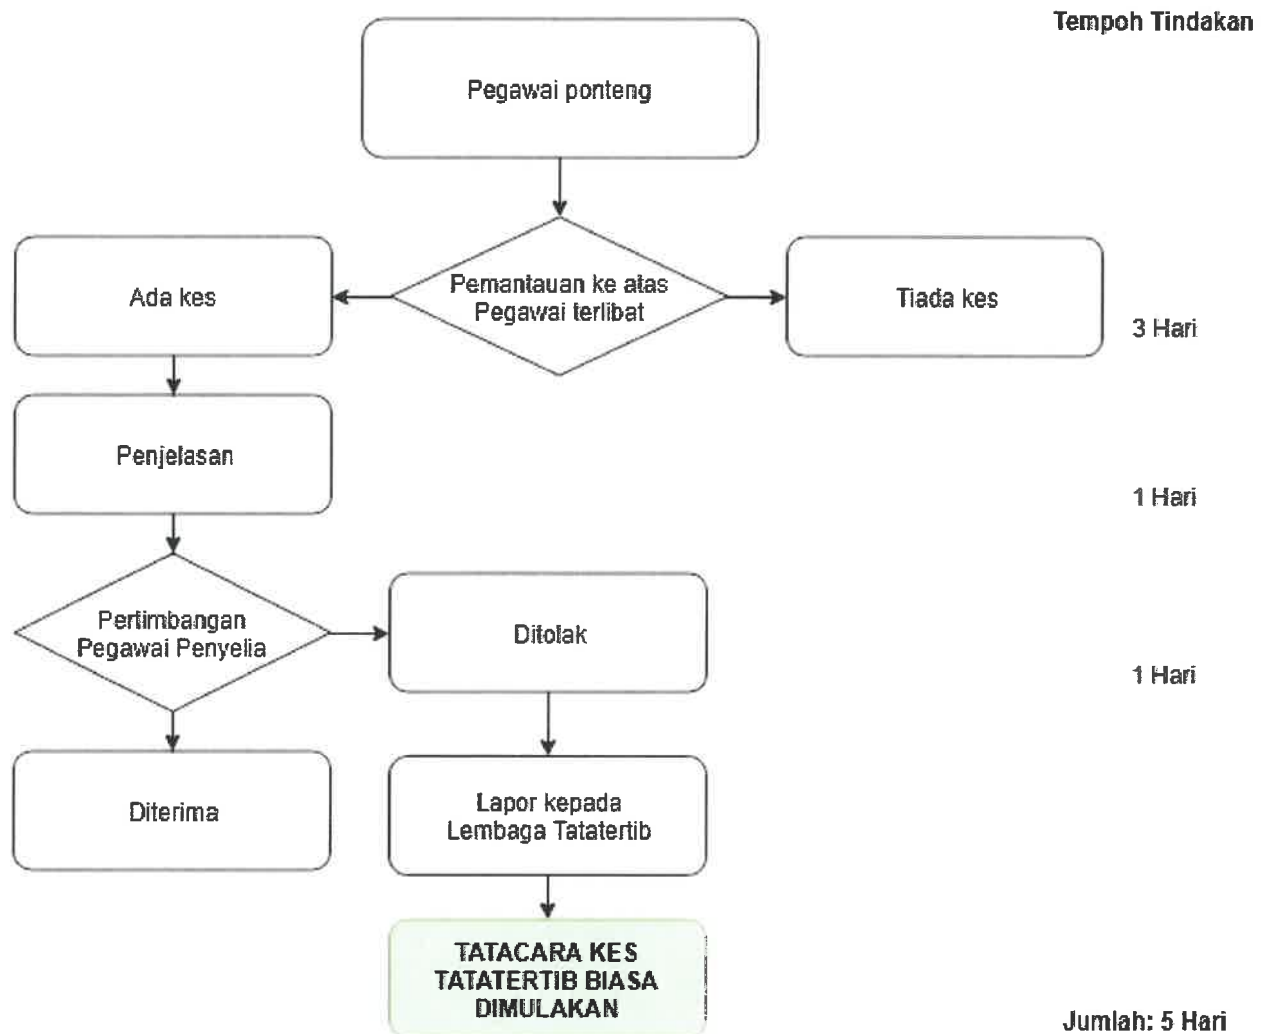 Tempoh Tindakan
Pegawai ponteng
Ada kes
Pemantauan ke atas
Pegawai terlibat
Tiada kes
3 Hari
Penjelasan
1 Hari
Pertimbangan
Pegawai Penyelia
Ditolak
1 Hari
Diterima
Lapor kepada
Lembaga Tatatertib
TATACARA KES
TATATERTIB BIASA
DIMULAKAN
Jumlah: 5 Hari